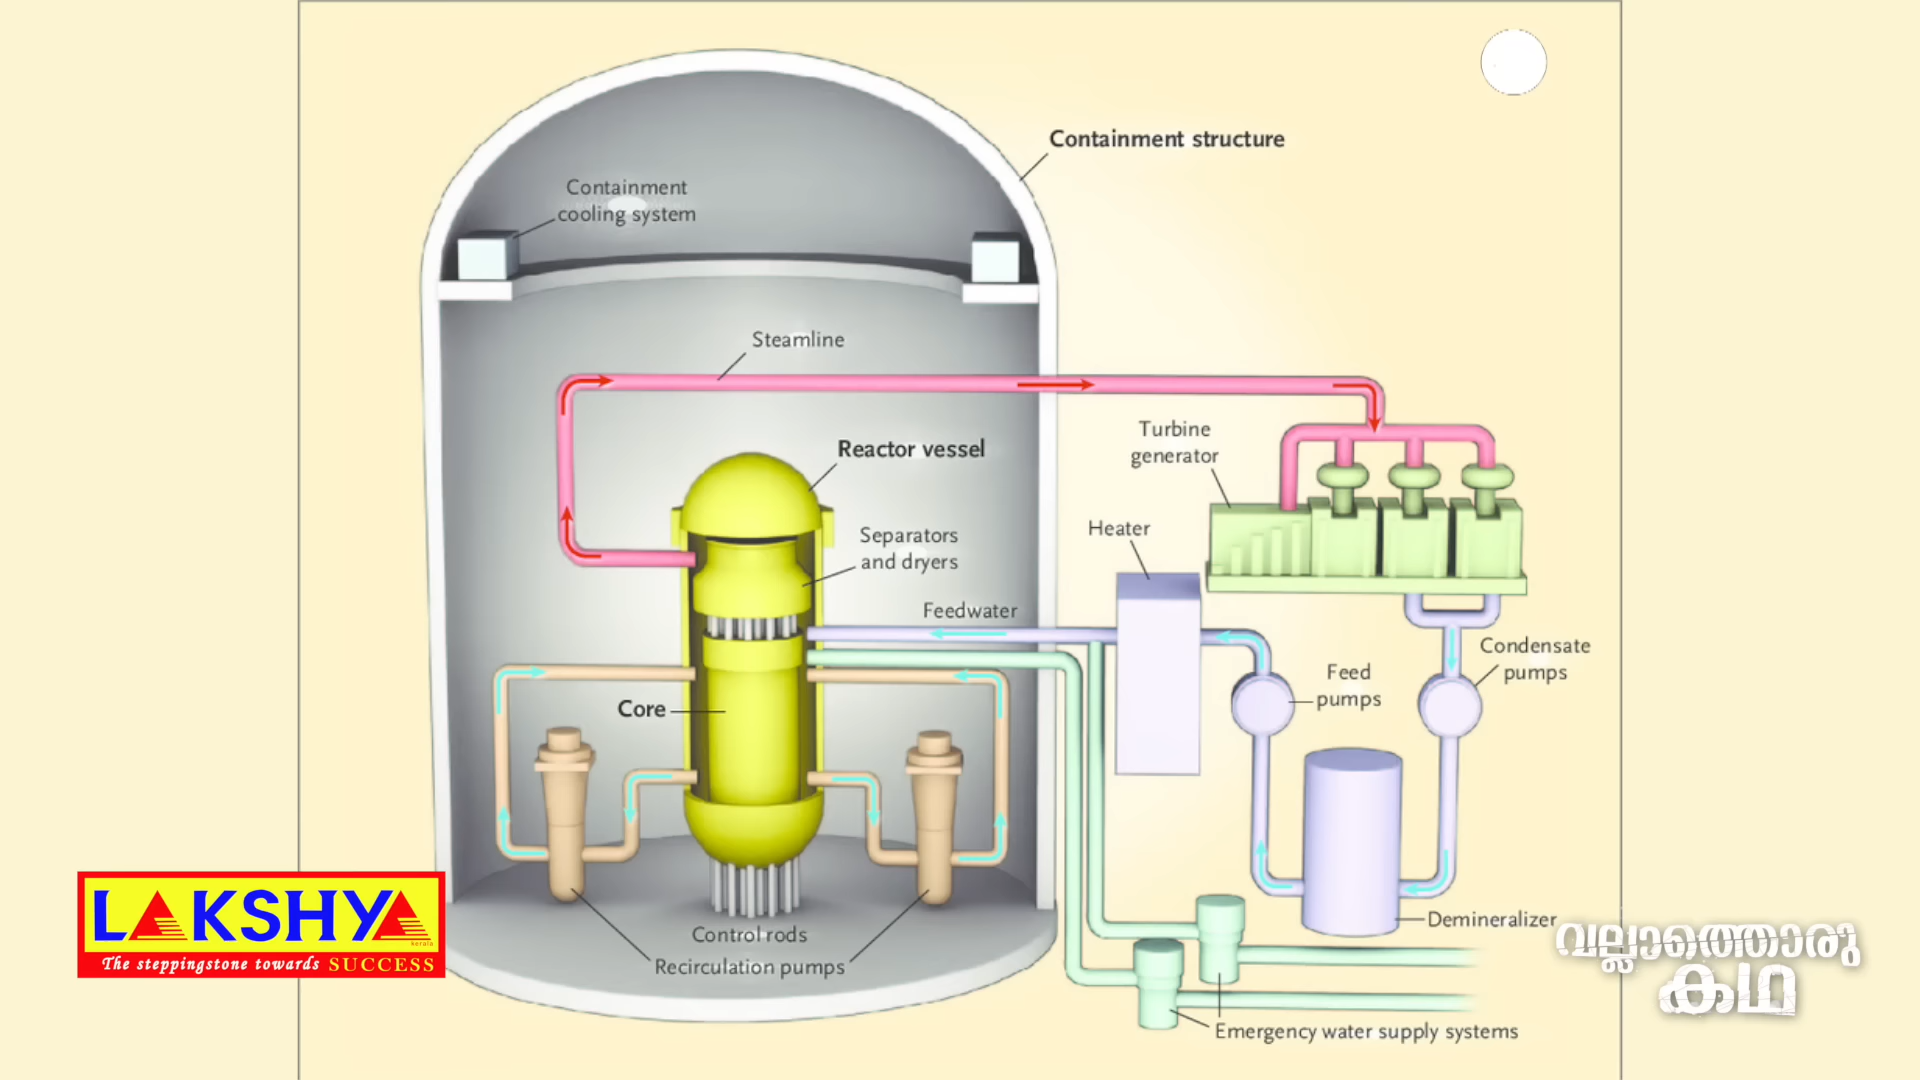 Containment structure
Containment
cooling system
Steamline
Turbine
generator
Reactor vessel
Heater
Separators
and dryers
Feedwater
Condensate
pumps
Feed
pumps
Core
LAKSHYA
kerala
The steppingstone towards SUCCESS
Control rods
Recirculation pumps
Demineralizer
വല്ലാത്തൊരു
കഥ
Emergency water supply systems